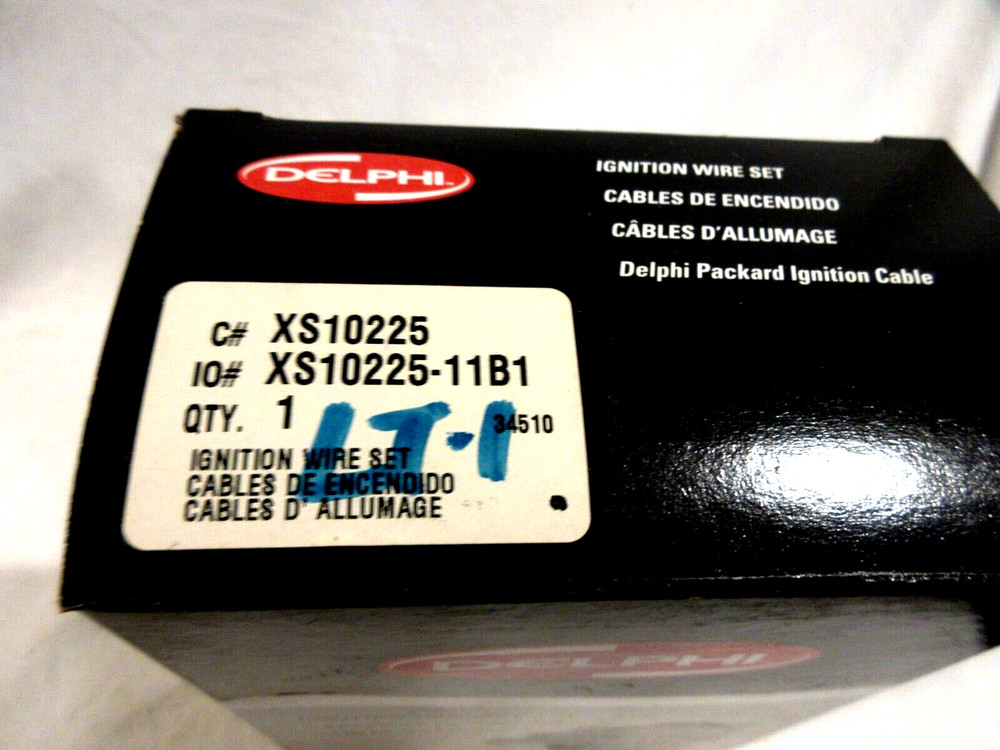 DELPHI
IGNITION WIRE SET
CABLES DE ENCENDIDO
CÂBLES D'ALLUMAGE
Delphi Packard Ignition Cable
C# XS10225
IO# XS10225-11B1
QTY. 1
34510
LT-1
IGNITION WIRE SET
CABLES DE ENCENDIDO
CABLES D' ALLUMAGE
DELPHI